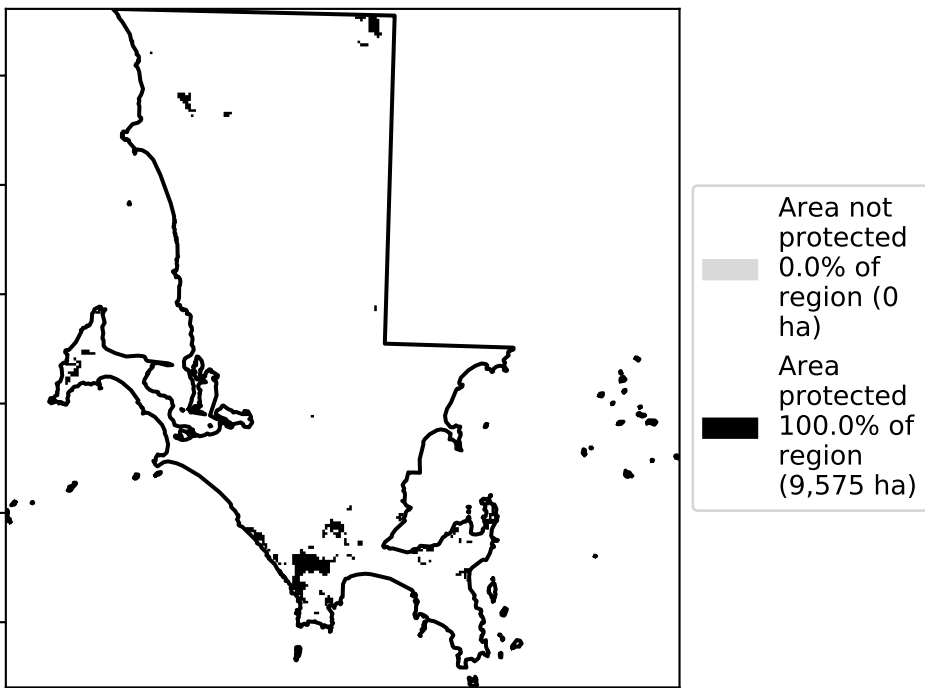 Area not
protected
0.0% of
region (0
ha)
Area
protected
100.0% of
region
(9,575 ha)